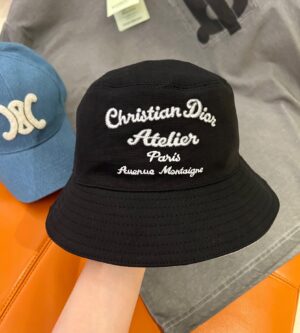 Christian Dior
Atelier
Paris
Avenue Montaigne